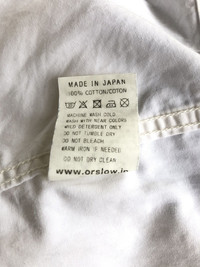 MADE IN JAPAN
100% COTTON/COTON
MACHINE WASH COLD
WASH WITH NEAR COLORS
MILD DETERGENT ONLY
DO NOT TUMBLE DRY
DO NOT BLEACH
WARM IRON IF NEEDED
DO NOT DRY CLEAN
www.orslow.jp